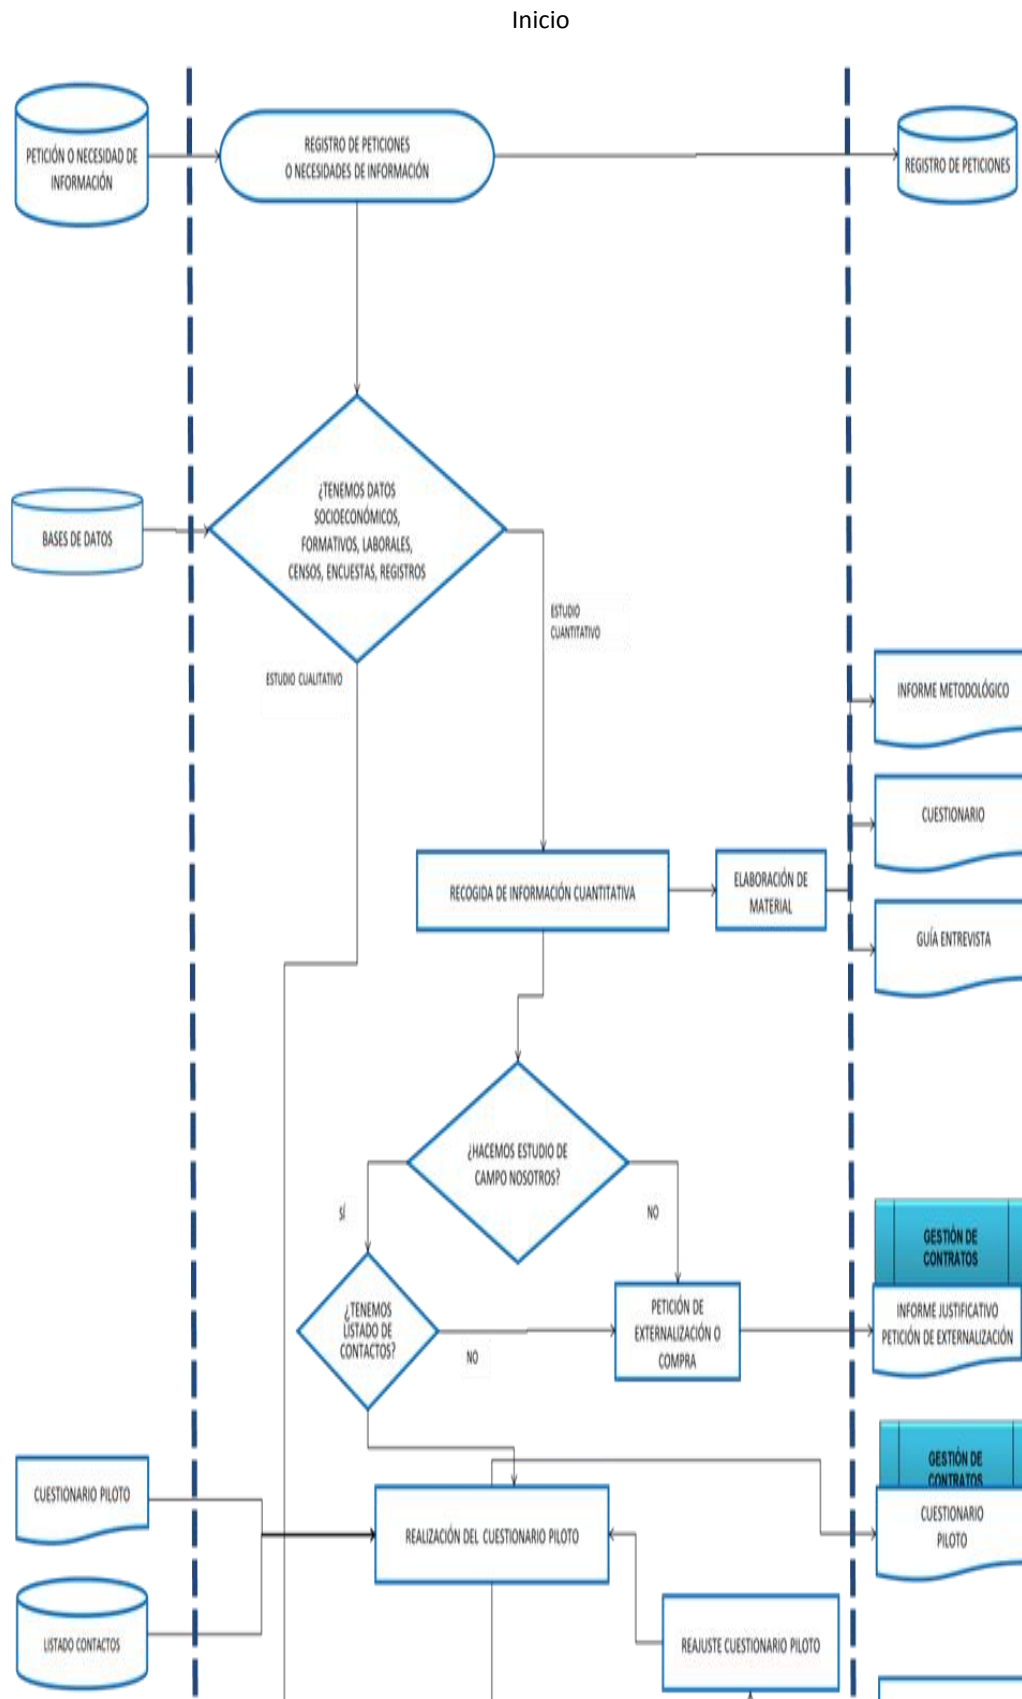 Inicio
PETICIÓN O NECESIDAD DE
INFORMACIÓN
REGISTRO DE PETICIONES
O NECESIDADES DE INFORMACIÓN
REGISTRO DE PETICIONES
¿TENEMOS DATOS
SOCIOECONÓMICOS,
FORMATIVOS, LABORALES,
CENSOS, ENCUESTAS, REGISTROS
BASES DE DATOS
ESTUDIO
CUANTITATIVO
ESTUDIO CUALITATIVO
INFORME METODOLÓGICO
CUESTIONARIO
RECOGIDA DE INFORMACIÓN CUANTITATIVA
ELABORACIÓN DE
MATERIAL
GUÍA ENTREVISTA
¿HACEMOS ESTUDIO DE
CAMPO NOSOTROS?
SÍ
NO
GESTIÓN DE
CONTRATOS
¿TENEMOS
LISTADO DE
CONTACTOS?
NO
PETICIÓN DE
EXTERNALIZACIÓN O
COMPRA
INFORME JUSTIFICATIVO
PETICIÓN DE EXTERNALIZACIÓN
GESTIÓN DE
CONTRATOS
CUESTIONARIO PILOTO
REALIZACIÓN DEL CUESTIONARIO PILOTO
CUESTIONARIO
PILOTO
LISTADO CONTACTOS
REAJUSTE CUESTIONARIO PILOTO